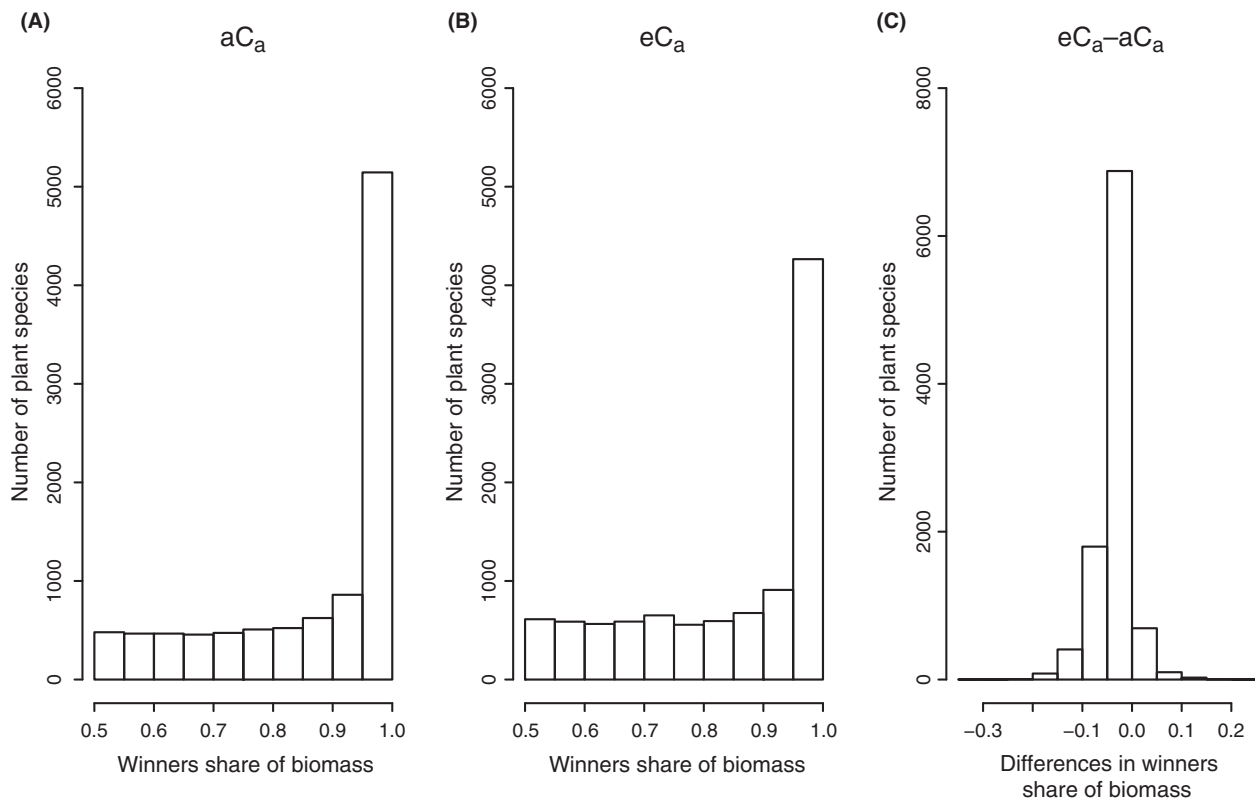 (A)
aCₐ
Number of plant species
0 1000 2000 3000 4000 5000 6000
0.5 0.6 0.7 0.8 0.9 1.0
Winners share of biomass
(B)
eCₐ
Number of plant species
0 1000 2000 3000 4000 5000 6000
0.5 0.6 0.7 0.8 0.9 1.0
Winners share of biomass
(C)
eCₐ–aCₐ
Number of plant species
0 2000 4000 6000 8000
−0.3 −0.1 0.0 0.1 0.2
Differences in winners
share of biomass